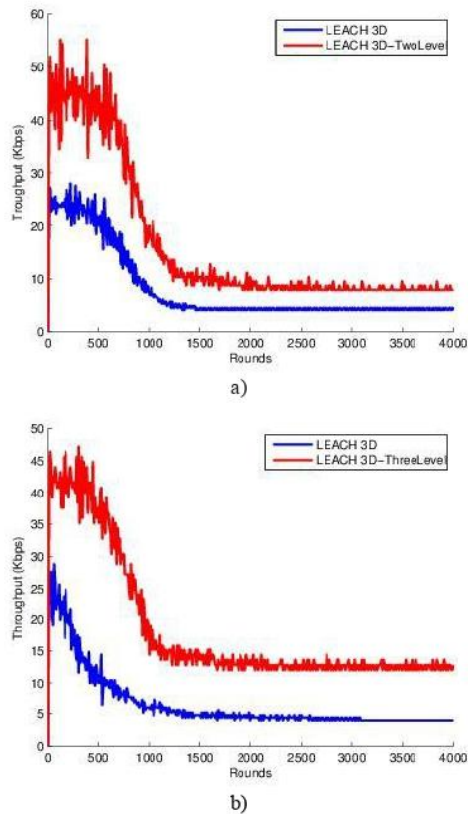 60
50
40
30
20
10
0
Troughput (Kbps)
LEACH 3D
LEACH 3D-TwoLevel
0 500 1000 1500 2000 2500 3000 3500 4000
Rounds
a)
50
45
40
35
30
25
20
15
10
5
0
Throughput (Kbps)
LEACH 3D
LEACH 3D-ThreeLevel
0 500 1000 1500 2000 2500 3000 3500 4000
Rounds
b)